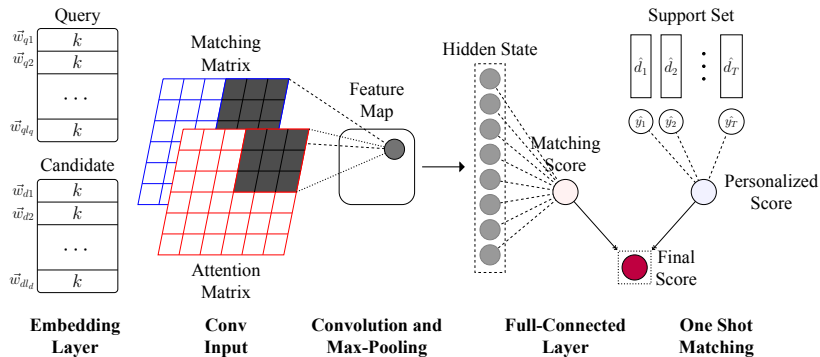 Query
w⃗q1 k
w⃗q2 k
...
w⃗qlq k
Candidate
w⃗d1 k
w⃗d2 k
...
w⃗dld k
Matching
Matrix
Attention
Matrix
Feature
Map
Hidden State
Matching
Score
Support Set
d̂1 d̂2 d̂T
ŷ1 ŷ2 ŷT
Personalized
Score
Final
Score
Embedding
Layer
Conv
Input
Convolution and
Max-Pooling
Full-Connected
Layer
One Shot
Matching